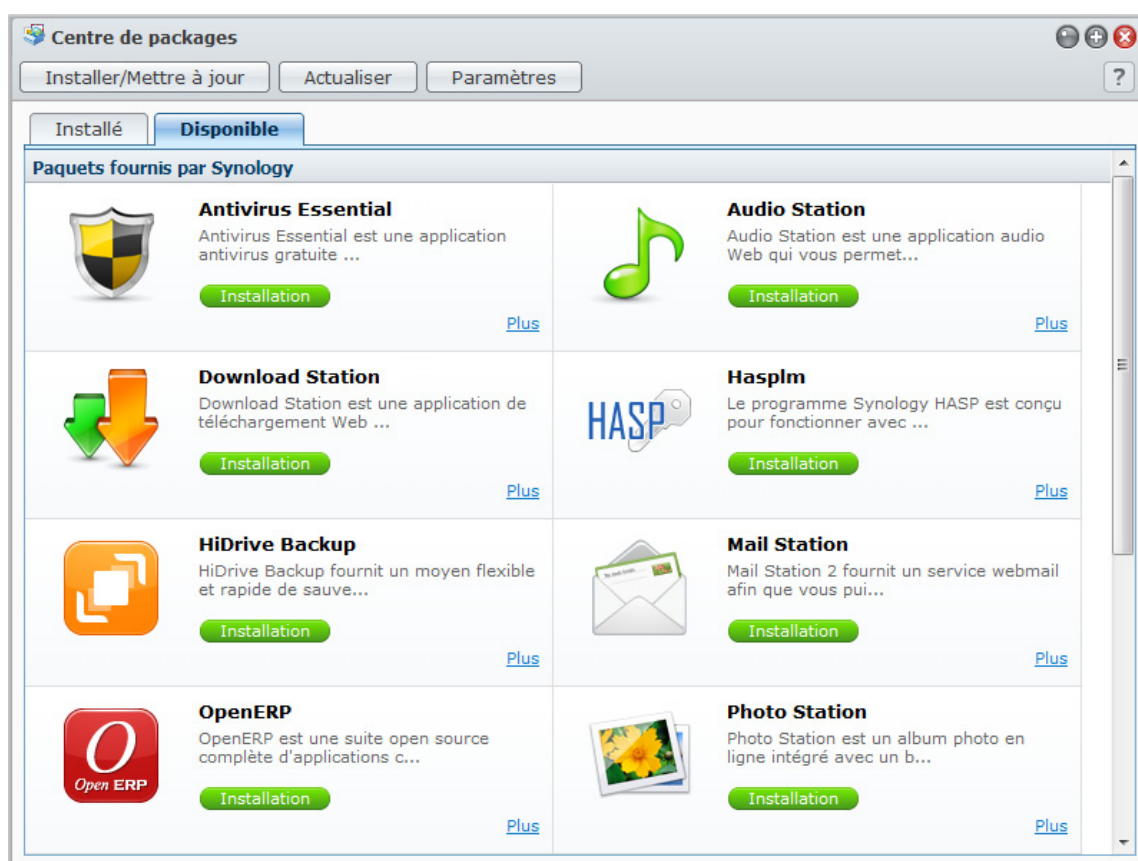 Centre de packages
Installer/Mettre à jour
Actualiser
Paramètres
?
Installé
Disponible
Paquets fournis par Synology
Antivirus Essential
Antivirus Essential est une application
antivirus gratuite ...
Installation
Plus
Audio Station
Audio Station est une application audio
Web qui vous permet...
Installation
Plus
Download Station
Download Station est une application de
téléchargement Web ...
Installation
Plus
HASP
Hasplm
Le programme Synology HASP est conçu
pour fonctionner avec ...
Installation
Plus
HiDrive Backup
HiDrive Backup fournit un moyen flexible
et rapide de sauve...
Installation
Plus
Mail Station
Mail Station 2 fournit un service webmail
afin que vous pui...
Installation
Plus
Open ERP
OpenERP
OpenERP est une suite open source
complète d'applications c...
Installation
Plus
Photo Station
Photo Station est un album photo en
ligne intégré avec un b...
Installation
Plus